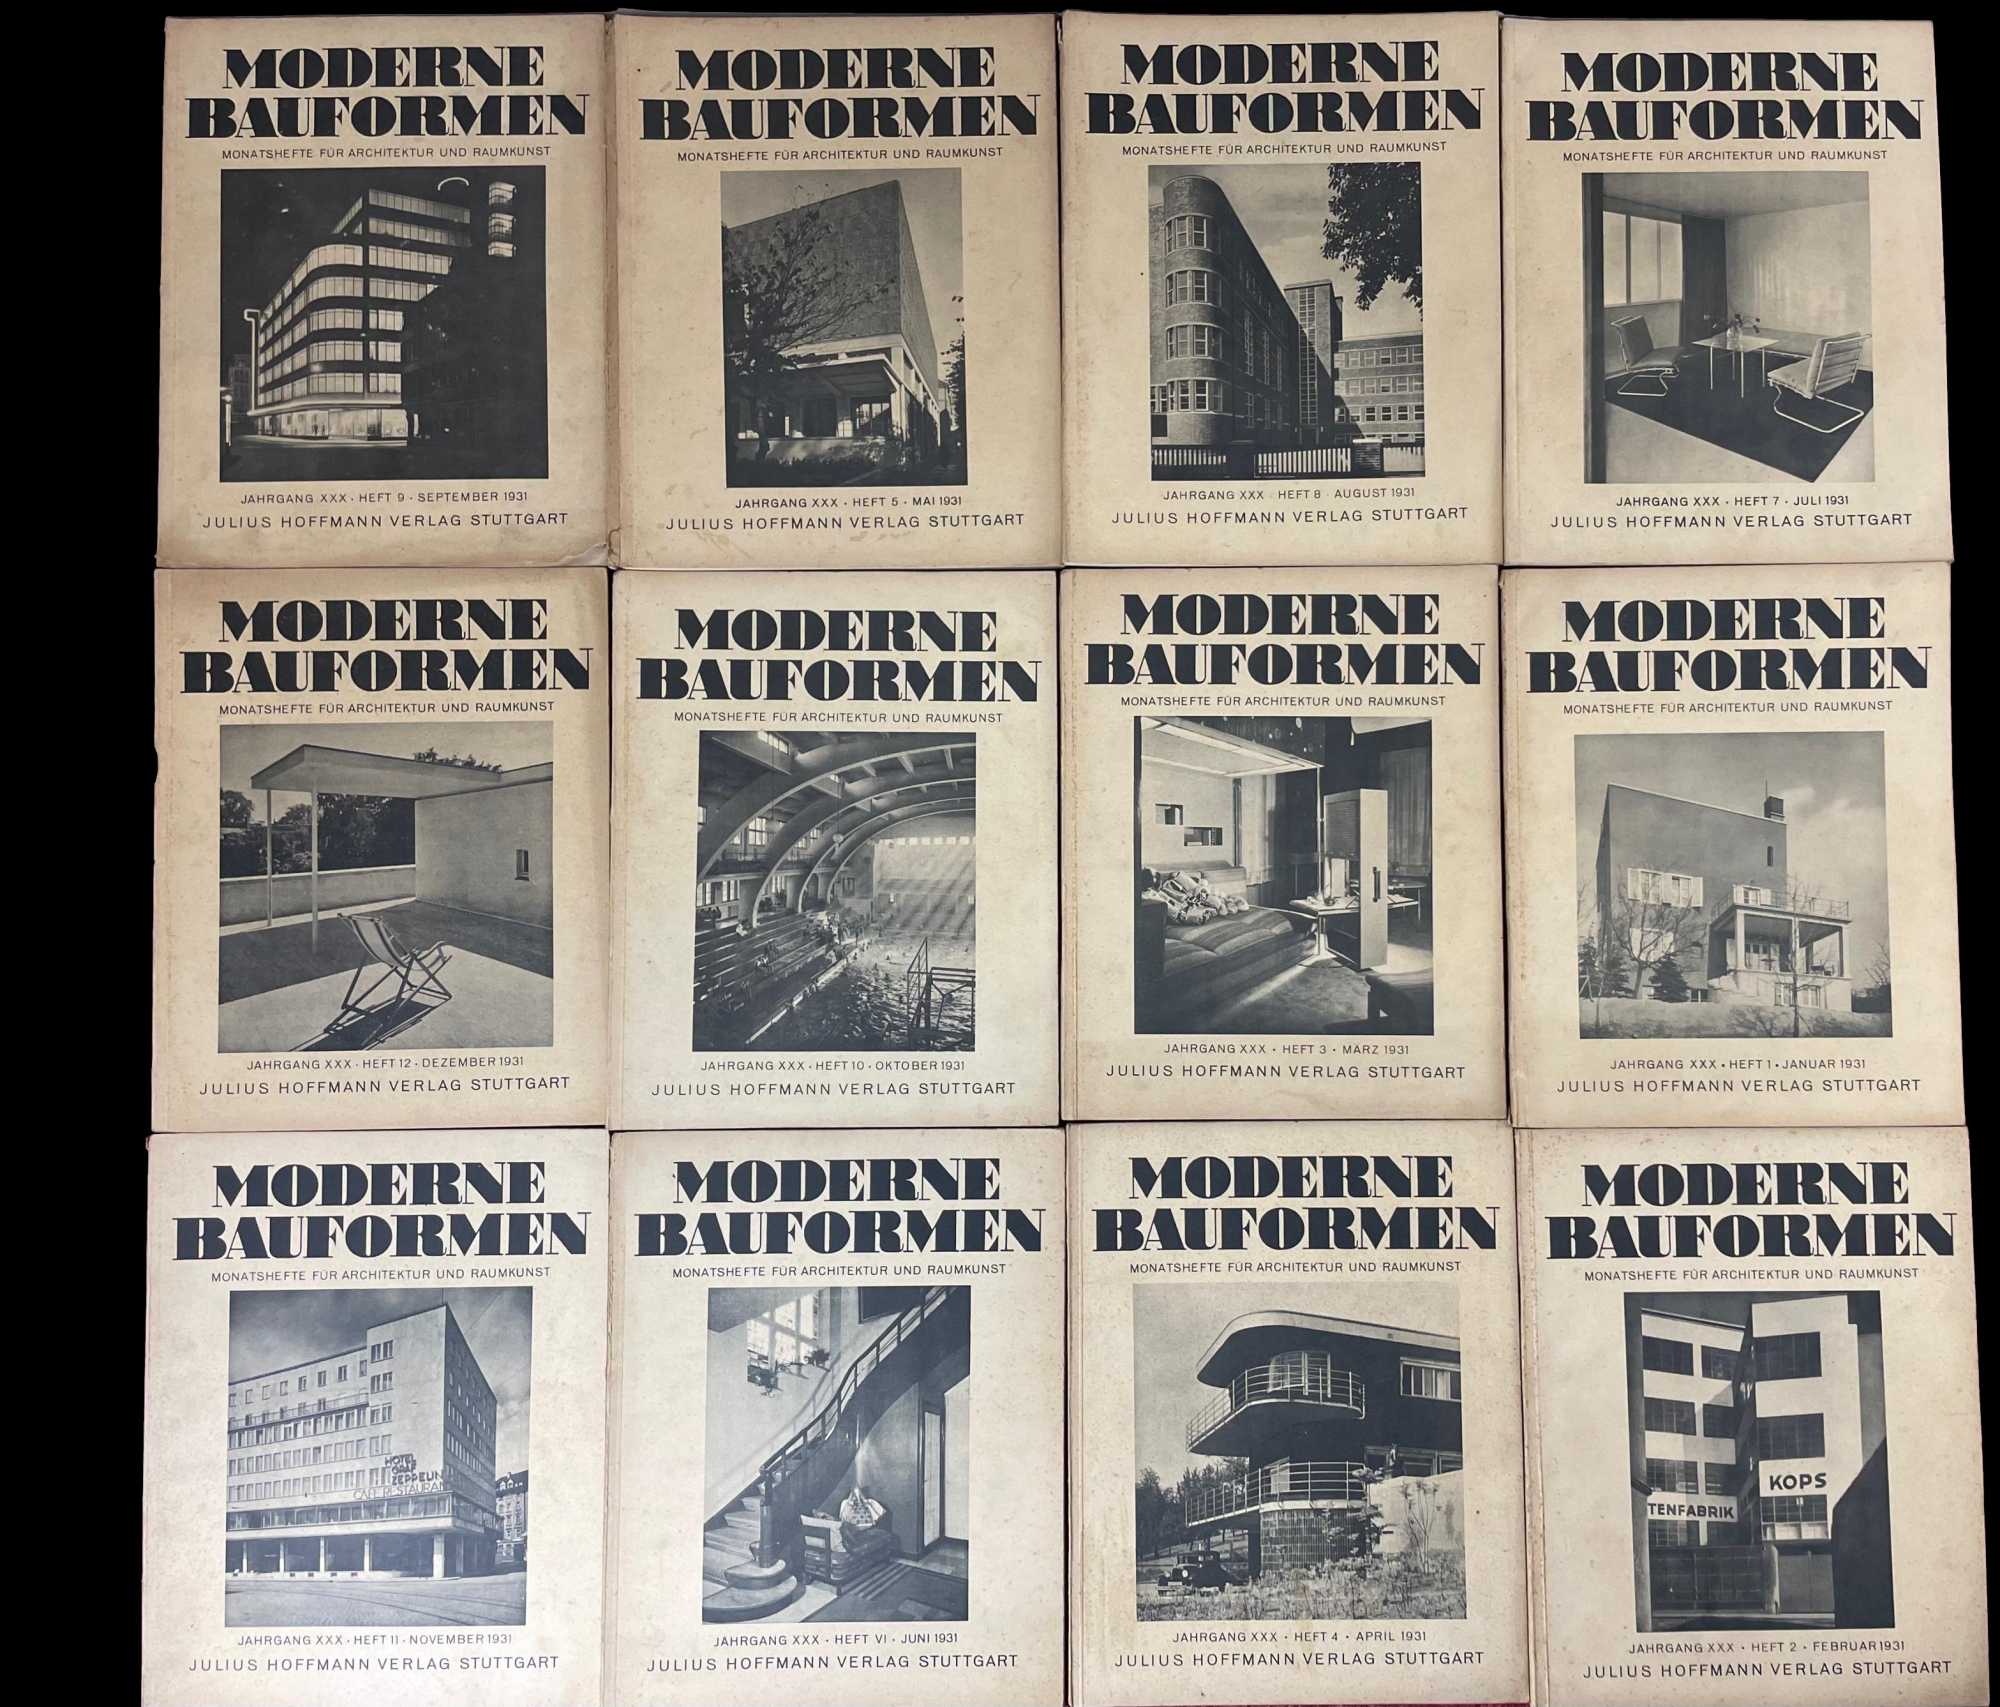 MODERNE
BAUFORMEN
MONATSHEFTE FÜR ARCHITEKTUR UND RAUMKUNST
JAHRGANG XXX · HEFT 9 · SEPTEMBER 1931
JULIUS HOFFMANN VERLAG STUTTGART
MODERNE
BAUFORMEN
MONATSHEFTE FÜR ARCHITEKTUR UND RAUMKUNST
JAHRGANG XXX · HEFT 5 · MAI 1931
JULIUS HOFFMANN VERLAG STUTTGART
MODERNE
BAUFORMEN
MONATSHEFTE FÜR ARCHITEKTUR UND RAUMKUNST
JAHRGANG XXX · HEFT 8 · AUGUST 1931
JULIUS HOFFMANN VERLAG STUTTGART
MODERNE
BAUFORMEN
MONATSHEFTE FÜR ARCHITEKTUR UND RAUMKUNST
JAHRGANG XXX · HEFT 7 · JULI 1931
JULIUS HOFFMANN VERLAG STUTTGART
MODERNE
BAUFORMEN
MONATSHEFTE FÜR ARCHITEKTUR UND RAUMKUNST
JAHRGANG XXX · HEFT 12 · DEZEMBER 1931
JULIUS HOFFMANN VERLAG STUTTGART
MODERNE
BAUFORMEN
MONATSHEFTE FÜR ARCHITEKTUR UND RAUMKUNST
JAHRGANG XXX · HEFT 10 · OKTOBER 1931
JULIUS HOFFMANN VERLAG STUTTGART
MODERNE
BAUFORMEN
MONATSHEFTE FÜR ARCHITEKTUR UND RAUMKUNST
JAHRGANG XXX · HEFT 3 · MÄRZ 1931
JULIUS HOFFMANN VERLAG STUTTGART
MODERNE
BAUFORMEN
MONATSHEFTE FÜR ARCHITEKTUR UND RAUMKUNST
JAHRGANG XXX · HEFT 1 · JANUAR 1931
JULIUS HOFFMANN VERLAG STUTTGART
MODERNE
BAUFORMEN
MONATSHEFTE FÜR ARCHITEKTUR UND RAUMKUNST
HOTEL
GRAF
ZEPPELIN
CAFE RESTAURANT
JAHRGANG XXX · HEFT 11 · NOVEMBER 1931
JULIUS HOFFMANN VERLAG STUTTGART
MODERNE
BAUFORMEN
MONATSHEFTE FÜR ARCHITEKTUR UND RAUMKUNST
JAHRGANG XXX · HEFT VI · JUNI 1931
JULIUS HOFFMANN VERLAG STUTTGART
MODERNE
BAUFORMEN
MONATSHEFTE FÜR ARCHITEKTUR UND RAUMKUNST
JAHRGANG XXX · HEFT 4 · APRIL 1931
JULIUS HOFFMANN VERLAG STUTTGART
MODERNE
BAUFORMEN
MONATSHEFTE FÜR ARCHITEKTUR UND RAUMKUNST
KOPS
TENFABRIK
JAHRGANG XXX · HEFT 2 · FEBRUAR 1931
JULIUS HOFFMANN VERLAG STUTTGART